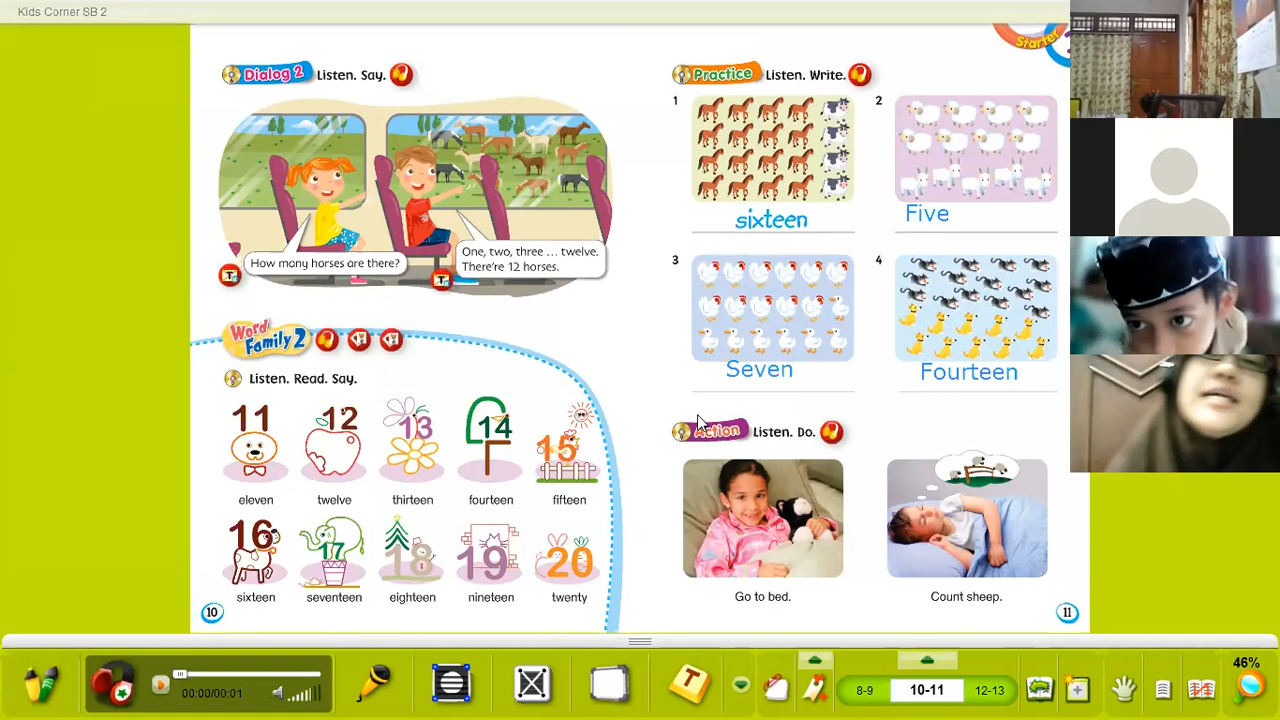 Kids Corner SB 2
Starter
Dialog 2 Listen. Say.
How many horses are there?
One, two, three ... twelve.
There're 12 horses.
Word
Family 2
Listen. Read. Say.
11 12 13 14 15
eleven twelve thirteen fourteen fifteen
16 17 18 19 20
sixteen seventeen eighteen nineteen twenty
10
Practice Listen. Write.
1 2
sixteen Five
3 4
Seven Fourteen
Action Listen. Do.
Go to bed. Count sheep.
11
00:00/00:01
T
8-9 10-11 12-13
46%